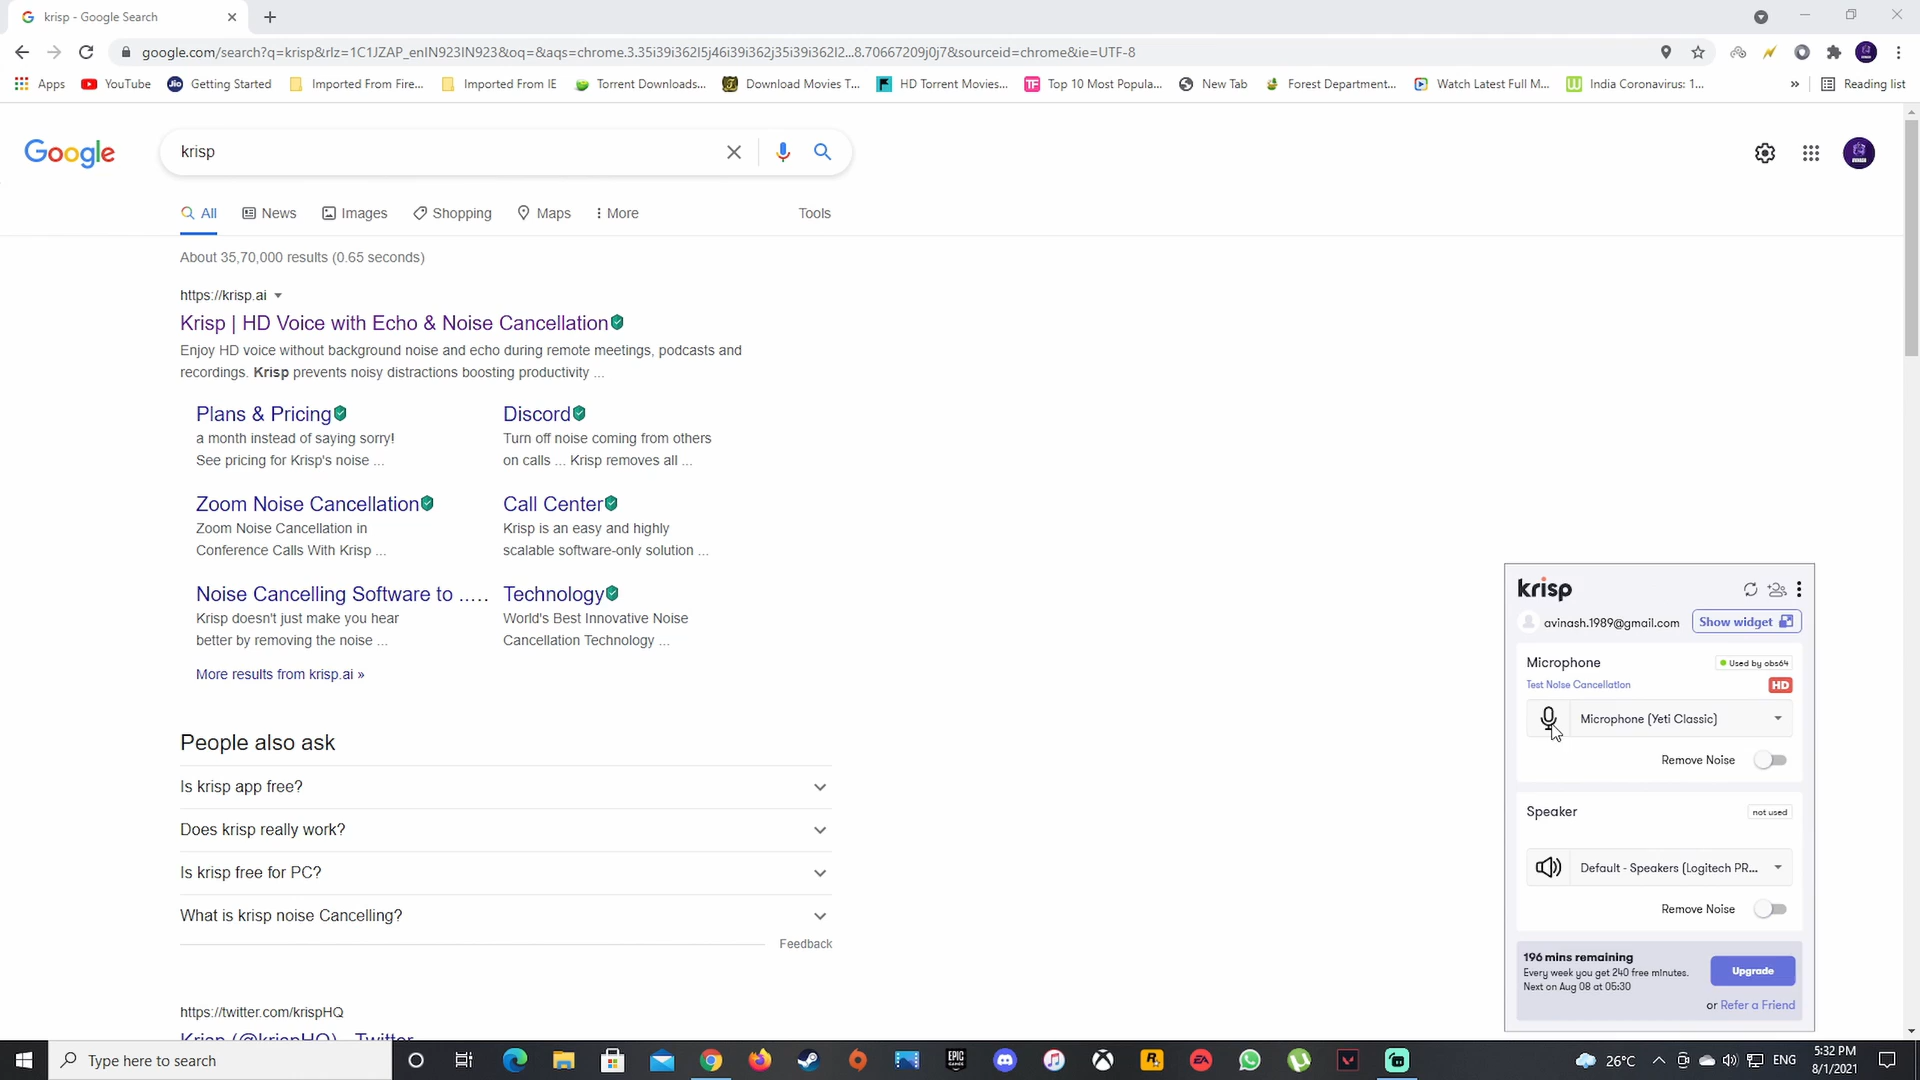 krisp - Google Search
google.com/search?q=krisp&rlz=1C1JZAP_enIN923IN923&oq=&aqs=chrome.3.35i39i362l5j46i39i362j35i39i362l2...8.70667209j0j7&sourceid=chrome&ie=UTF-8
Apps YouTube Jio Getting Started Imported From Fire... Imported From IE Torrent Downloads... Download Movies T... HD Torrent Movies... TF Top 10 Most Popula... New Tab Forest Department... Watch Latest Full M... W India Coronavirus: 1... » Reading list
Google
krisp
All News Images Shopping Maps More Tools
About 35,70,000 results (0.65 seconds)
https://krisp.ai
Krisp | HD Voice with Echo & Noise Cancellation
Enjoy HD voice without background noise and echo during remote meetings, podcasts and
recordings. Krisp prevents noisy distractions boosting productivity ...
Plans & Pricing
a month instead of saying sorry!
See pricing for Krisp's noise ...
Discord
Turn off noise coming from others
on calls ... Krisp removes all ...
Zoom Noise Cancellation
Zoom Noise Cancellation in
Conference Calls With Krisp ...
Call Center
Krisp is an easy and highly
scalable software-only solution ...
Noise Cancelling Software to .....
Krisp doesn't just make you hear
better by removing the noise ...
Technology
World's Best Innovative Noise
Cancellation Technology ...
More results from krisp.ai »
People also ask
Is krisp app free?
Does krisp really work?
Is krisp free for PC?
What is krisp noise Cancelling?
Feedback
https://twitter.com/krispHQ
Krisp (@krispHQ) · Twitter
krisp
avinash.1989@gmail.com Show widget
Microphone Used by obs64
Test Noise Cancellation HD
Microphone (Yeti Classic)
Remove Noise
Speaker not used
Default - Speakers (Logitech PR...
Remove Noise
196 mins remaining
Every week you get 240 free minutes.
Next on Aug 08 at 05:30
Upgrade
or Refer a Friend
Type here to search
EPIC GAMES
R
EA
26°C
ENG
5:32 PM
8/1/2021